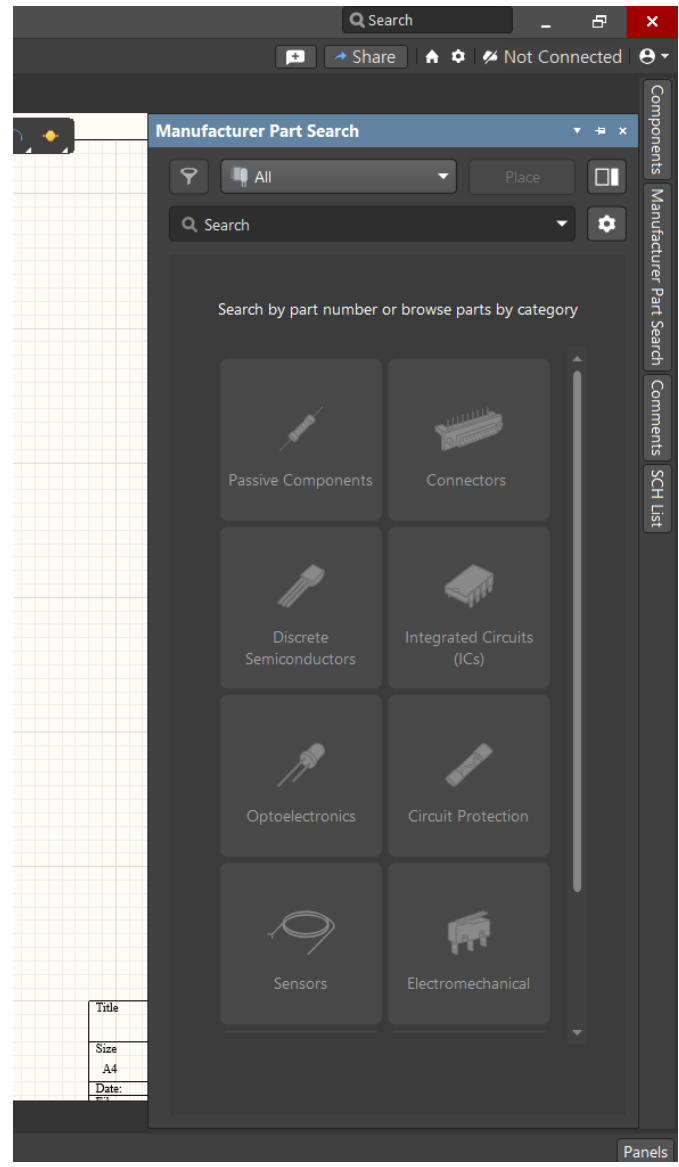 Search
Share
Not Connected
Manufacturer Part Search
All
Place
Search
Search by part number or browse parts by category
Passive Components
Connectors
Discrete
Semiconductors
Integrated Circuits
(ICs)
Optoelectronics
Circuit Protection
Sensors
Electromechanical
Title
Size
A4
Date:
Components
Manufacturer Part Search
Comments
SCH List
Panels